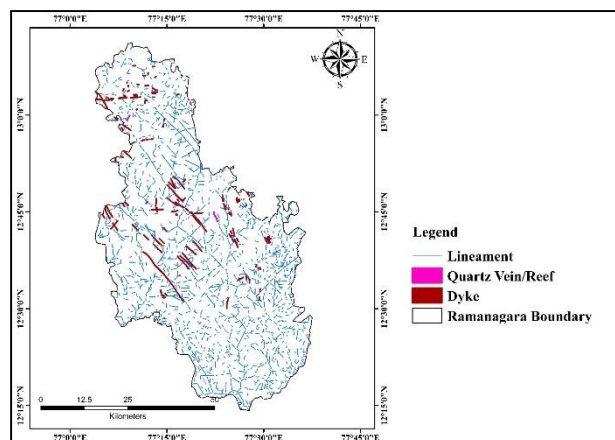 77°0'0"E 77°15'0"E 77°30'0"E 77°45'0"E
N
W E
S
13°0'0"N 13°0'0"N
12°45'0"N 12°45'0"N
12°30'0"N 12°30'0"N
12°15'0"N 12°15'0"N
Legend
Lineament
Quartz Vein/Reef
Dyke
Ramanagara Boundary
0 12.5 25 50
Kilometers
77°0'0"E 77°15'0"E 77°30'0"E 77°45'0"E